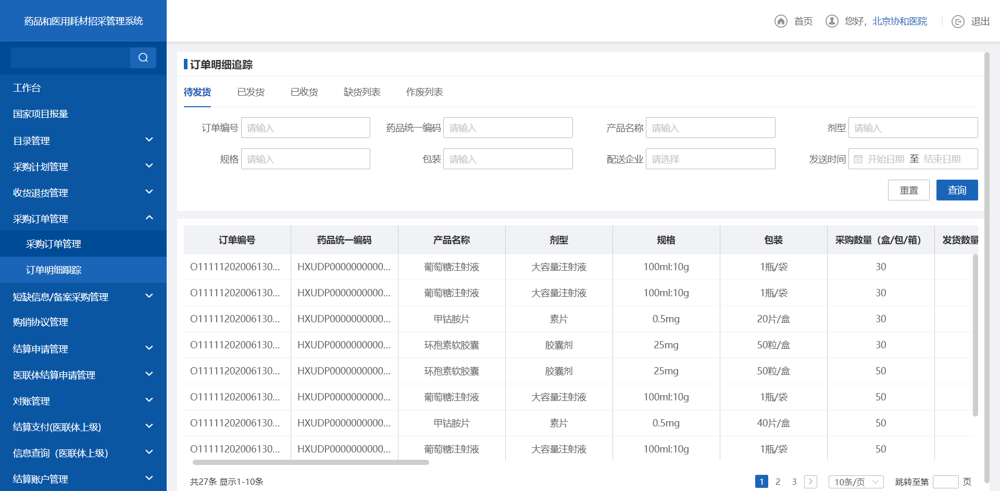 药品和医用耗材招采管理系统
首页 您好，北京协和医院 退出
工作台
国家项目报量
目录管理
采购计划管理
收货退货管理
采购订单管理
采购订单管理
订单明细跟踪
短缺信息/备案采购管理
购销协议管理
结算申请管理
医联体结算申请管理
对账管理
结算支付(医联体上级)
信息查询（医联体上级）
结算账户管理
订单明细追踪
待发货 已发货 已收货 缺货列表 作废列表
订单编号 请输入 药品统一编码 请输入 产品名称 请输入 剂型 请输入
规格 请输入 包装 请输入 配送企业 请选择 发送时间 开始日期 至 结束日期
重置 查询
订单编号 药品统一编码 产品名称 剂型 规格 包装 采购数量（盒/包/箱） 发货数量
O11111202006130... HXUDP0000000000... 葡萄糖注射液 大容量注射液 100ml:10g 1瓶/袋 30
O11111202006130... HXUDP0000000000... 葡萄糖注射液 大容量注射液 100ml:10g 1瓶/袋 30
O11111202006130... HXUDP0000000000... 甲钴胺片 素片 0.5mg 20片/盒 30
O11111202006130... HXUDP0000000000... 环孢素软胶囊 胶囊剂 25mg 50粒/盒 30
O11111202006130... HXUDP0000000000... 环孢素软胶囊 胶囊剂 25mg 50粒/盒 50
O11111202006130... HXUDP0000000000... 葡萄糖注射液 大容量注射液 100ml:10g 1瓶/袋 50
O11111202006130... HXUDP0000000000... 甲钴胺片 素片 0.5mg 40片/盒 50
O11111202006130... HXUDP0000000000... 葡萄糖注射液 大容量注射液 100ml:10g 1瓶/袋 50
共27条 显示1-10条 1 2 3 10条/页 跳转至第 页